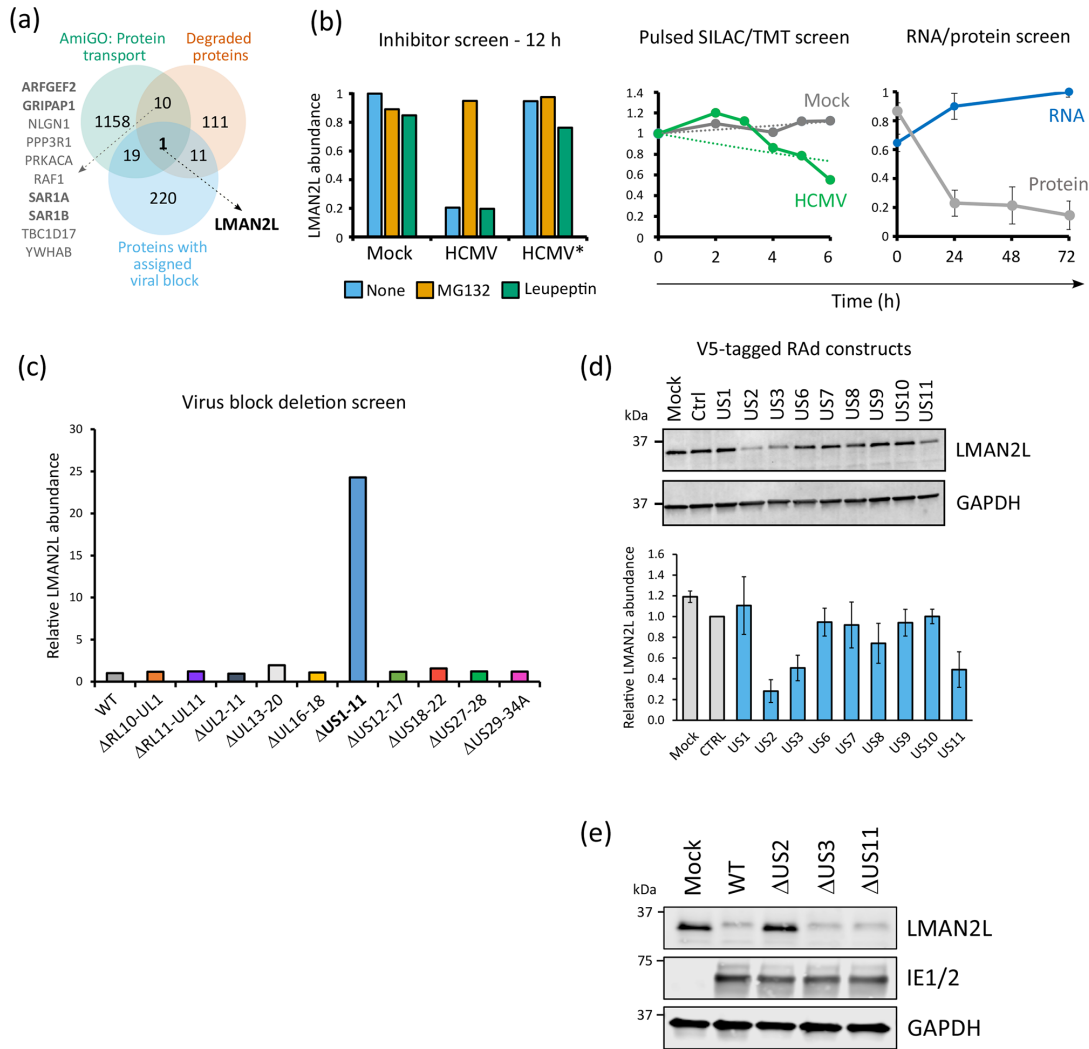 (a)
AmiGO: Protein
transport
Degraded
proteins
ARFGEF2
GRIPAP1
NLGN1
PPP3R1
PRKACA
RAF1
SAR1A
SAR1B
TBC1D17
YWHAB
1158
10
111
19
1
11
220
LMAN2L
Proteins with
assigned
viral block
(b)
Inhibitor screen - 12 h
LMAN2L abundance
1
0.8
0.6
0.4
0.2
0
Mock
HCMV
HCMV*
None
MG132
Leupeptin
Pulsed SILAC/TMT screen
1.4
1.2
1
0.8
0.6
0.4
0.2
0
Mock
HCMV
0
2
4
6
RNA/protein screen
1
0.8
0.6
0.4
0.2
0
RNA
Protein
0
24
48
72
Time (h)
(c)
Virus block deletion screen
Relative LMAN2L abundance
30
25
20
15
10
5
0
WT
ΔRL10-UL1
ΔRL11-UL11
ΔUL2-11
ΔUL13-20
ΔUL16-18
ΔUS1-11
ΔUS12-17
ΔUS18-22
ΔUS27-28
ΔUS29-34A
(d)
V5-tagged RAd constructs
kDa
Mock
Ctrl
US1
US2
US3
US6
US7
US8
US9
US10
US11
37
LMAN2L
37
GAPDH
Relative LMAN2L abundance
1.6
1.4
1.2
1.0
0.8
0.6
0.4
0.2
0.0
Mock
CTRL
US1
US2
US3
US6
US7
US8
US9
US10
US11
(e)
kDa
Mock
WT
ΔUS2
ΔUS3
ΔUS11
37
LMAN2L
75
IE1/2
37
GAPDH